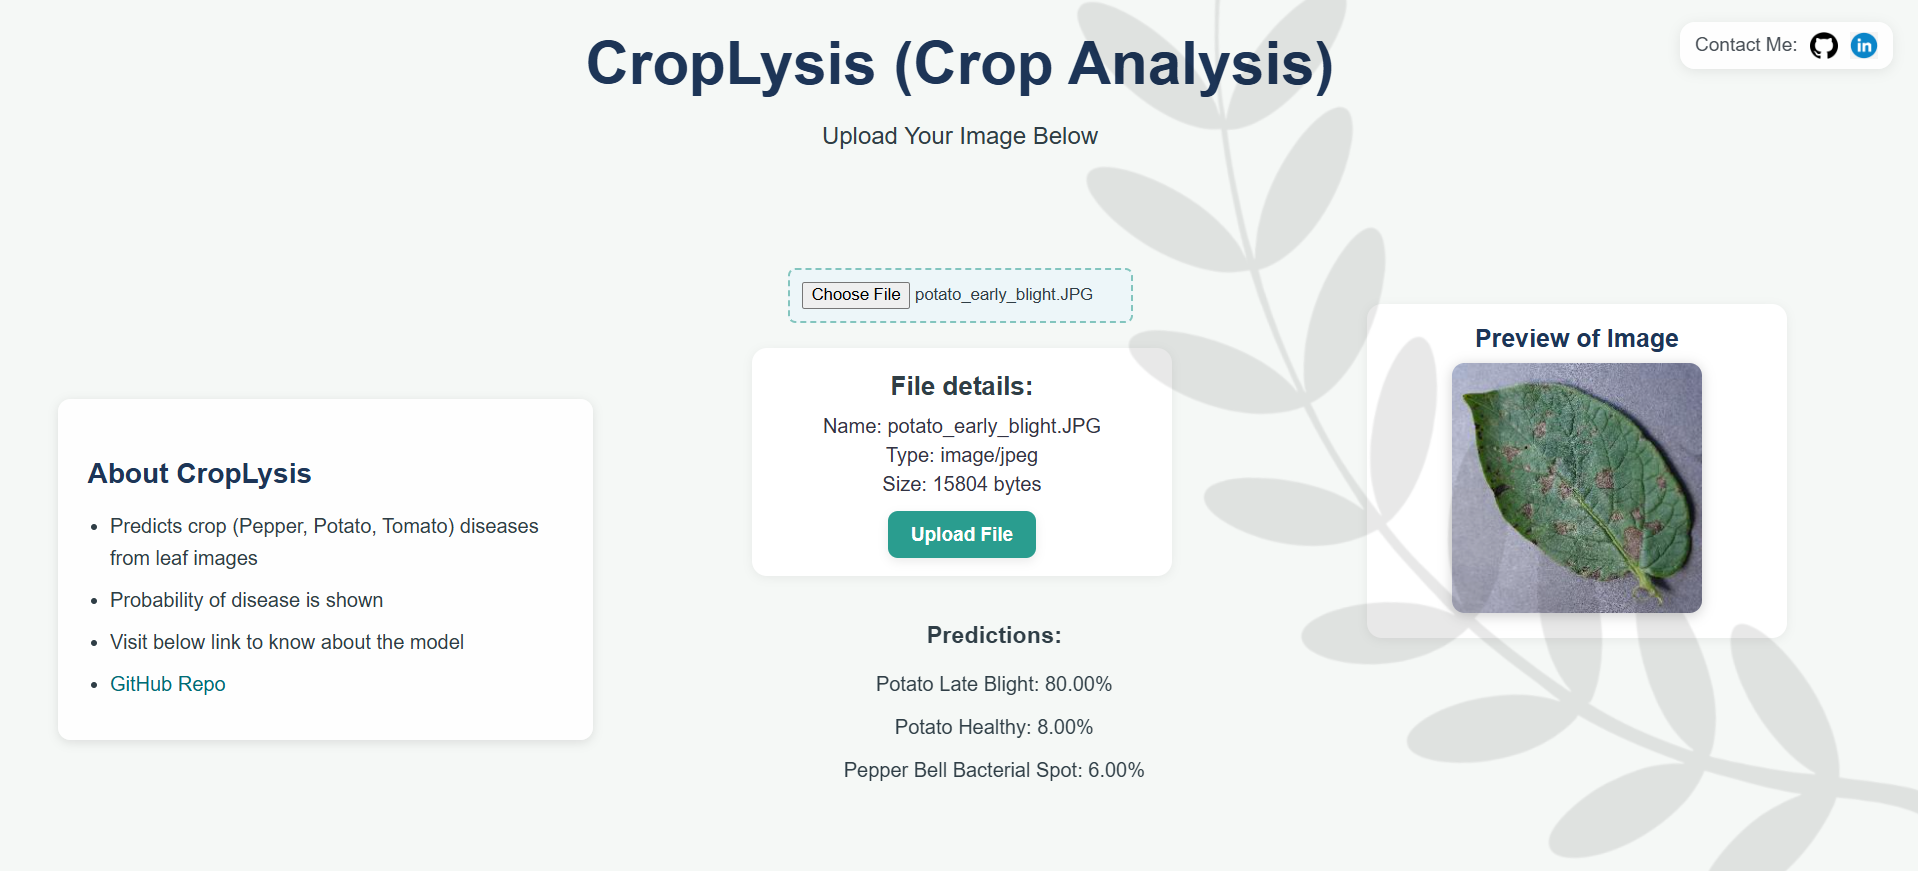 CropLysis (Crop Analysis)
Contact Me:
Upload Your Image Below
Choose File potato_early_blight.JPG
File details:
Name: potato_early_blight.JPG
Type: image/jpeg
Size: 15804 bytes
Upload File
Predictions:
Potato Late Blight: 80.00%
Potato Healthy: 8.00%
Pepper Bell Bacterial Spot: 6.00%
About CropLysis
• Predicts crop (Pepper, Potato, Tomato) diseases
from leaf images
• Probability of disease is shown
• Visit below link to know about the model
• GitHub Repo
Preview of Image
in